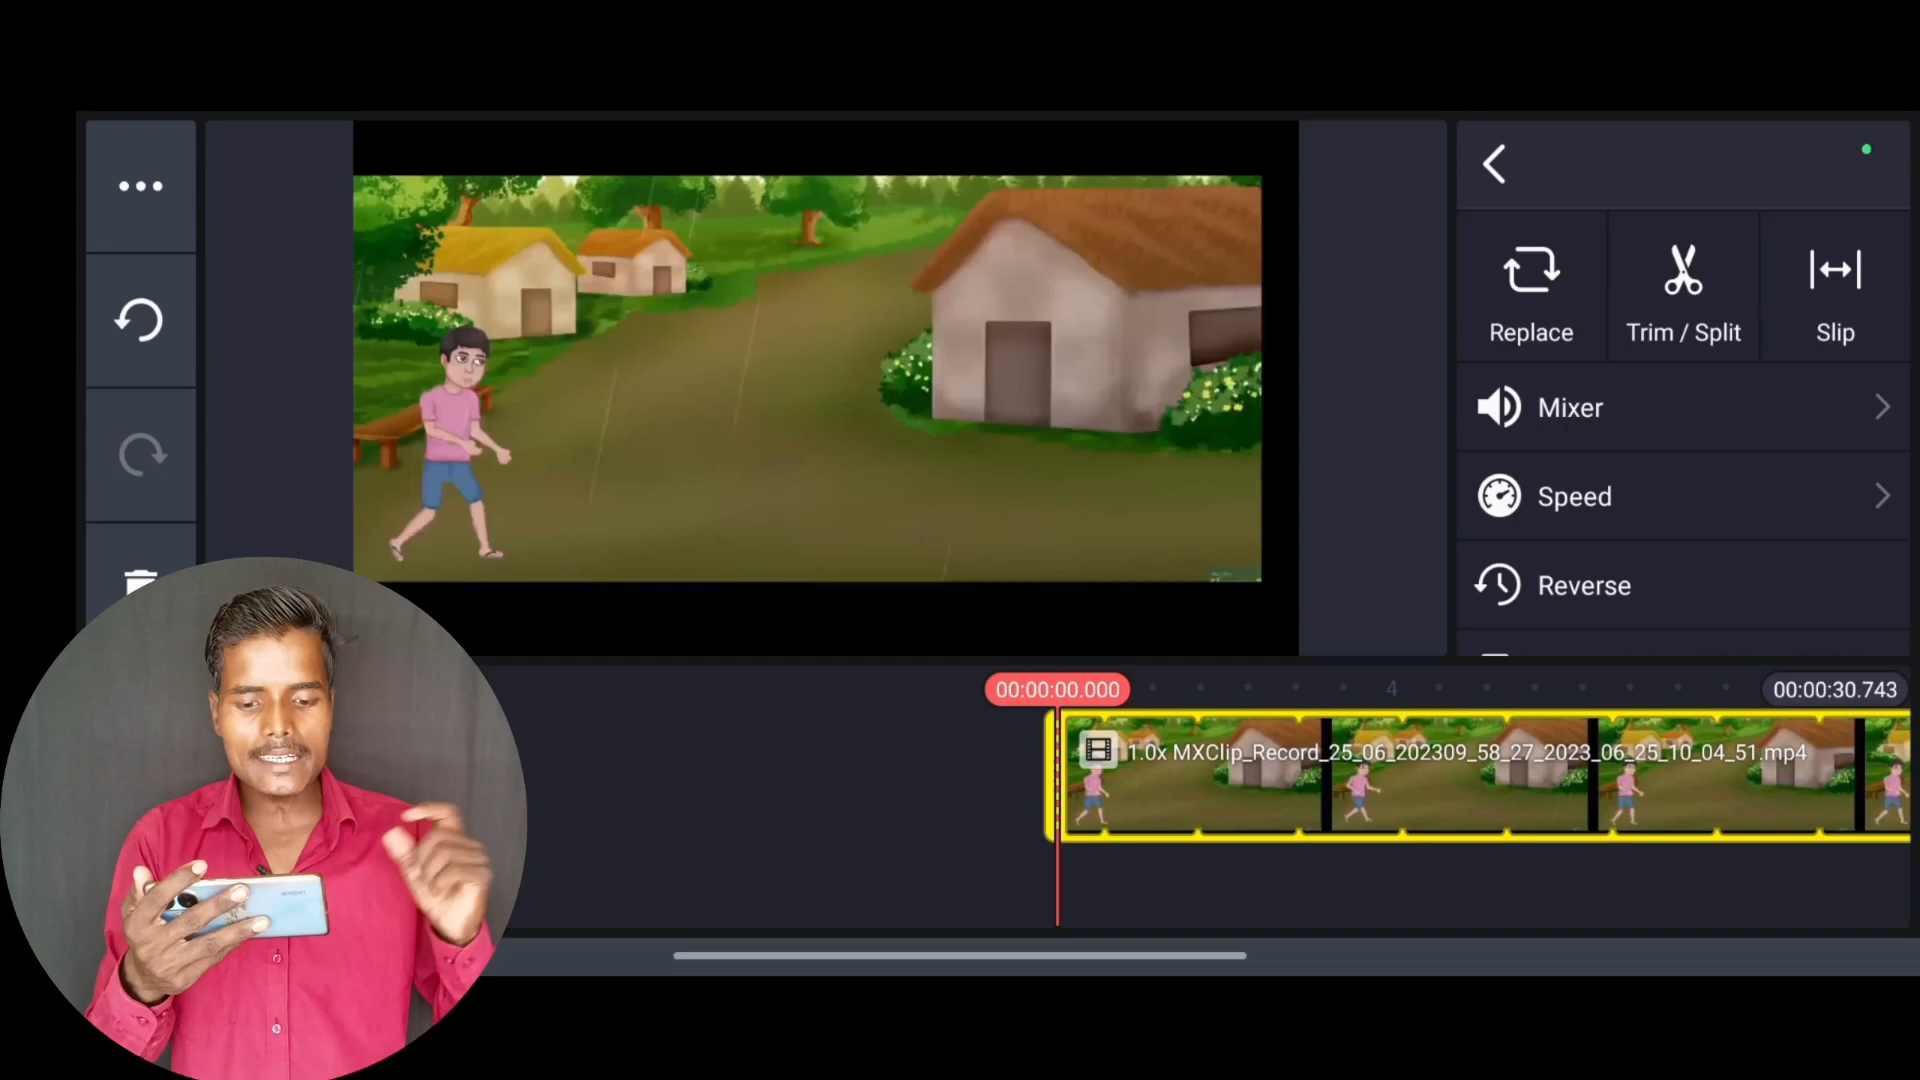 Replace
Trim / Split
Slip
Mixer
Speed
Reverse
00:00:00.000
4
00:00:30.743
1.0x MXClip_Record_25_06_202309_58_27_2023_06_25_10_04_51.mp4